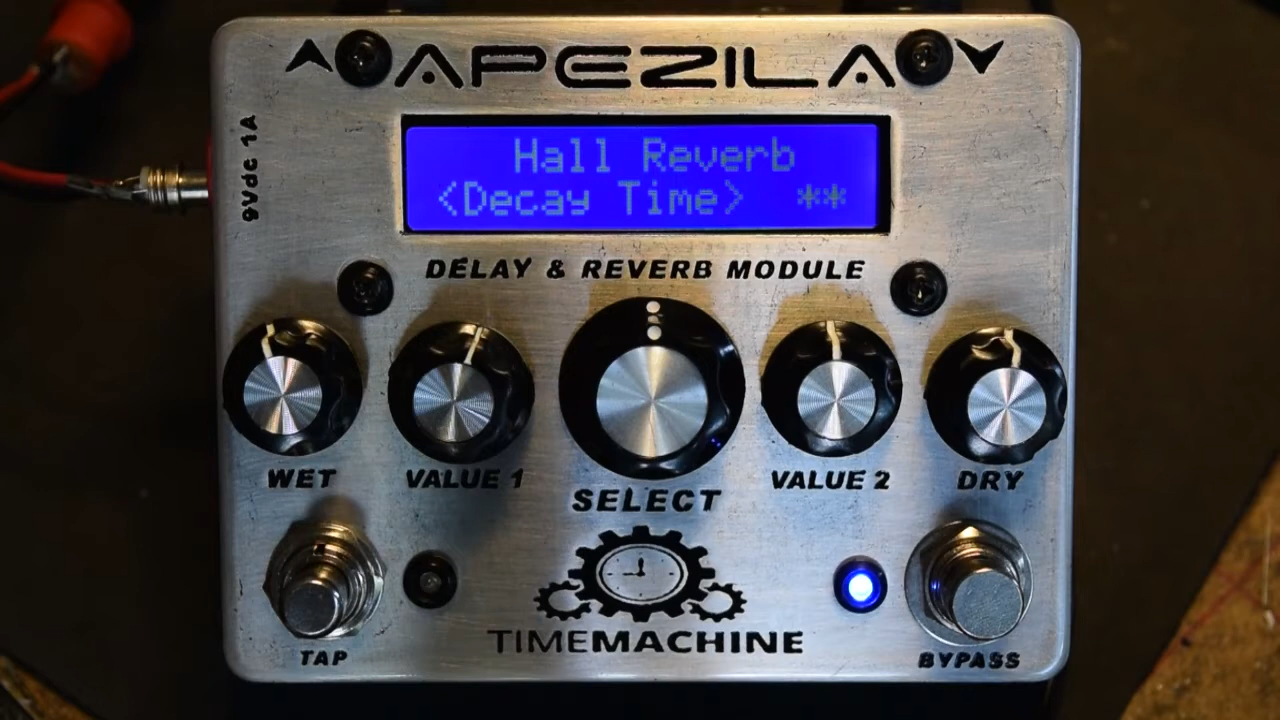 APEZILA
9Vdc 1A
Hall Reverb
<Decay Time> **
DELAY & REVERB MODULE
WET
VALUE 1
SELECT
VALUE 2
DRY
TIMEMACHINE
TAP
BYPASS